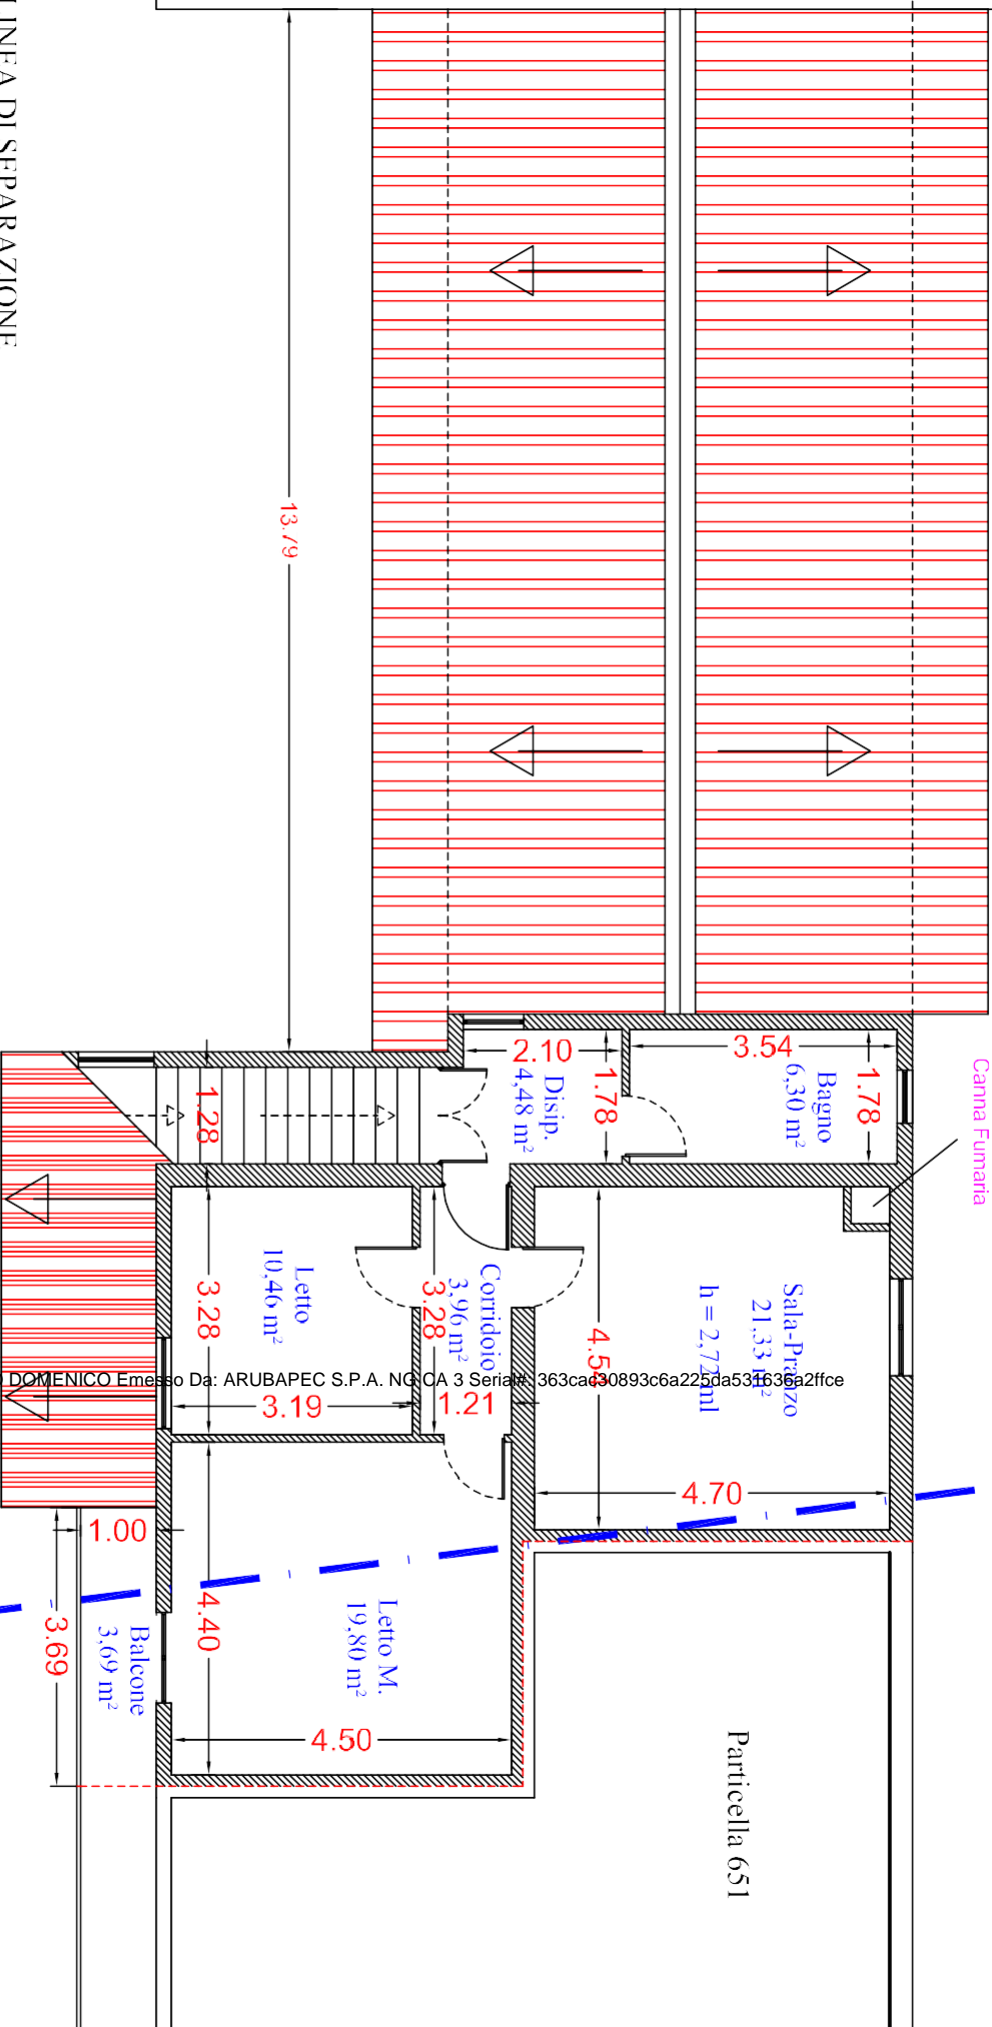 LINEA DI SEPARAZIONE
13.79
Canna Fumaria
3.54
1.78
Bagno
6,30 m²
2.10
1.78
Disip.
4,48 m²
1.28
Sala-Pranzo
21,33 m²
h = 2,72 ml
4.54
4.70
Corridoio
3,96 m²
3.28
1.21
Letto
10,46 m²
3.28
3.19
DOMENICO Emesso Da: ARUBAPEC S.P.A. NG CA 3 Serial#: 363cad30893c6a225da531636a2ffce
1.00
3.69
Balcone
3,69 m²
4.40
Letto M.
19,80 m²
4.50
Particella 651